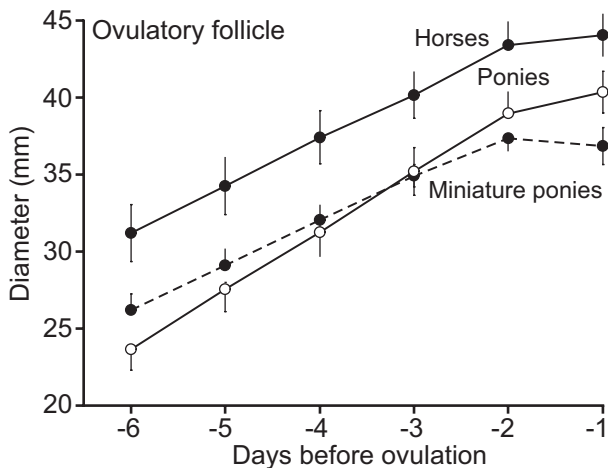 Ovulatory follicle
Horses
Ponies
Miniature ponies
Diameter (mm)
45
40
35
30
25
20
-6 -5 -4 -3 -2 -1
Days before ovulation